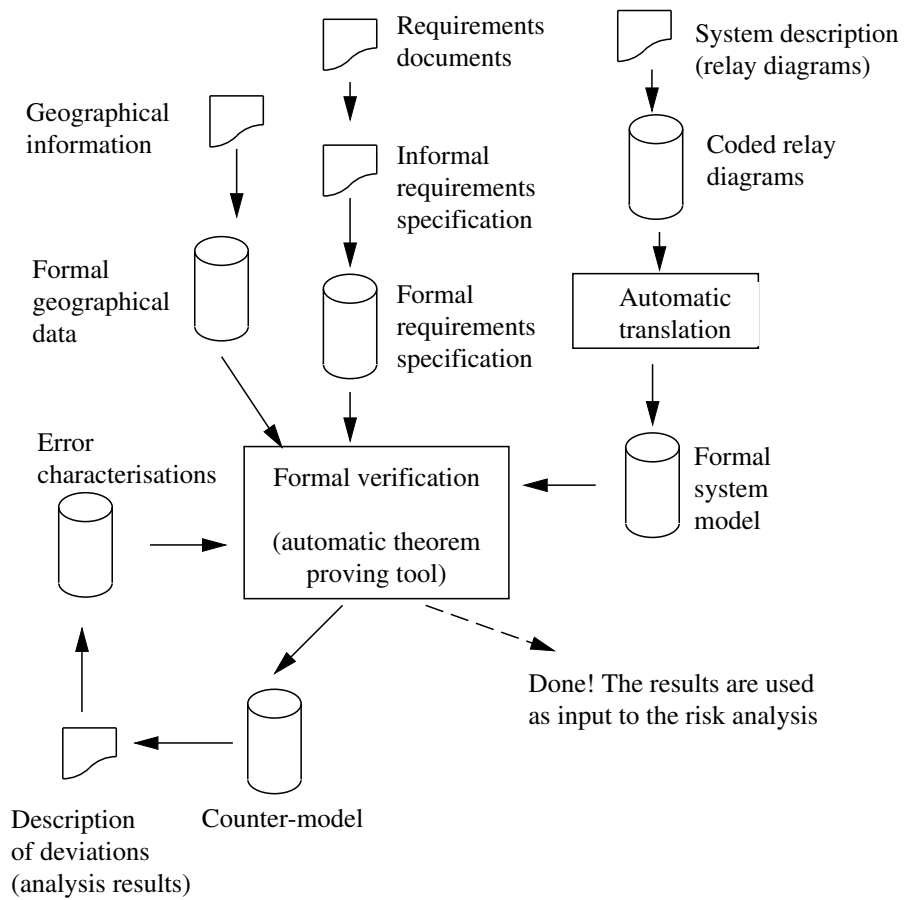 Requirements
documents
System description
(relay diagrams)
Geographical
information
Informal
requirements
specification
Coded relay
diagrams
Formal
geographical
data
Formal
requirements
specification
Automatic
translation
Error
characterisations
Formal verification
(automatic theorem
proving tool)
Formal
system
model
Done! The results are used
as input to the risk analysis
Counter-model
Description
of deviations
(analysis results)